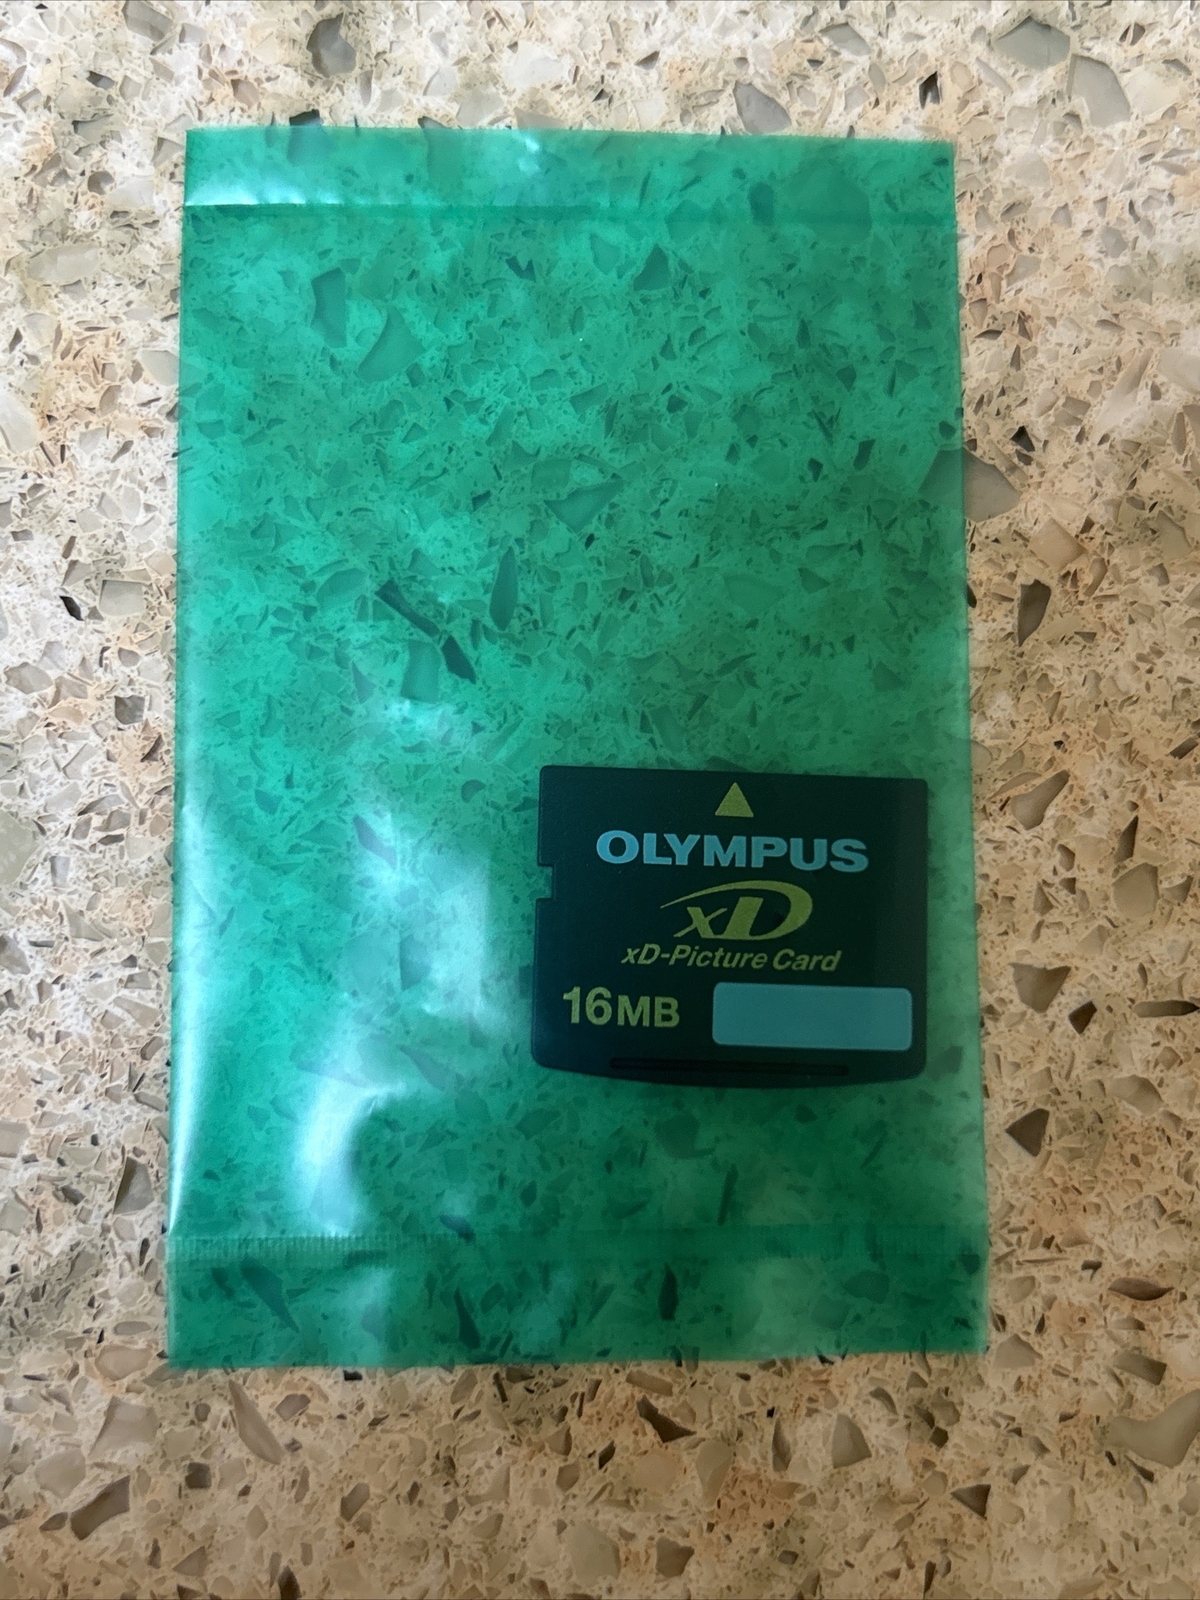 OLYMPUS
xD
xD-Picture Card
16MB